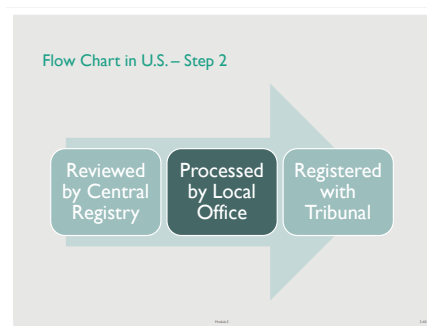 Flow Chart in U.S. – Step 2
Reviewed
by Central
Registry
Processed
by Local
Office
Registered
with
Tribunal